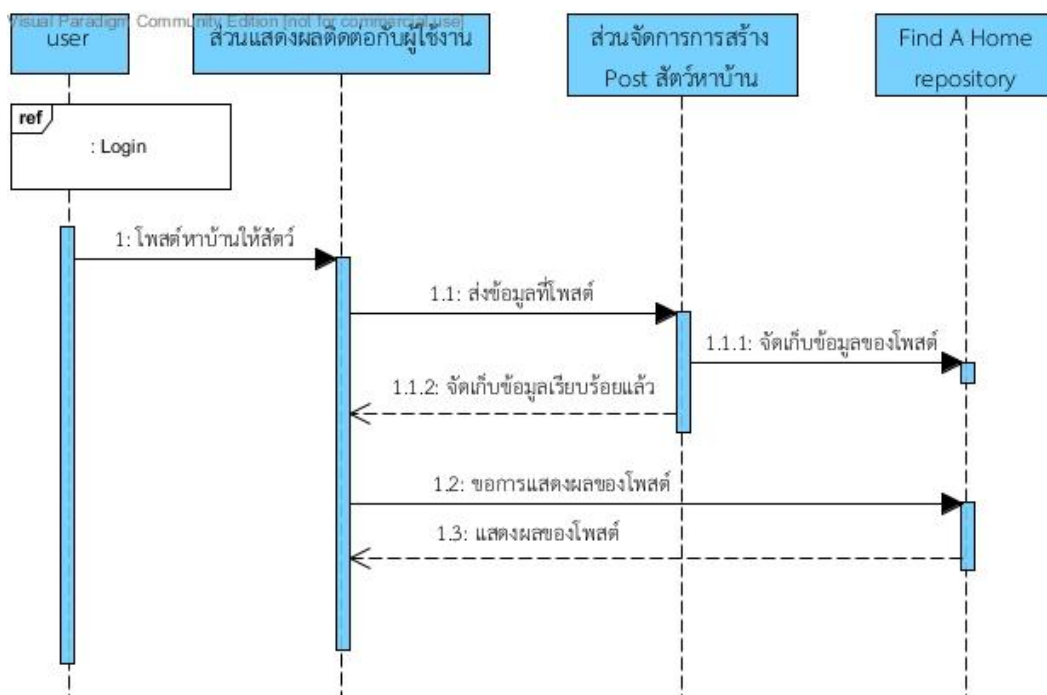 Visual Paradigm Community Edition [not for commercial use]
user
ส่วนแสดงผลติดต่อกับผู้ใช้งาน
ส่วนจัดการการสร้าง
Post สัตว์หาบ้าน
Find A Home
repository
ref
: Login
1: โพสต์หาบ้านให้สัตว์
1.1: ส่งข้อมูลที่โพสต์
1.1.1: จัดเก็บข้อมูลของโพสต์
1.1.2: จัดเก็บข้อมูลเรียบร้อยแล้ว
1.2: ขอการแสดงผลของโพสต์
1.3: แสดงผลของโพสต์